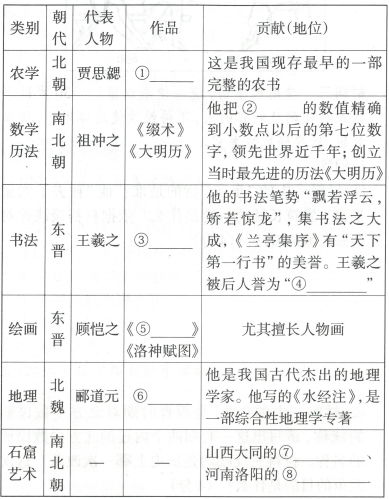 类别 朝代 代表人物 作品 贡献(地位)
农学 北朝 贾思勰 ①______ 这是我国现存最早的一部完整的农书
数学历法 南北朝 祖冲之 《缀术》《大明历》 他把②______的数值精确到小数点以后的第七位数字,领先世界近千年;创立当时最先进的历法《大明历》
书法 东晋 王羲之 ③______ 他的书法笔势“飘若浮云,矫若惊龙”,集书法之大成,《兰亭集序》有“天下第一行书”的美誉。王羲之被后人誉为“④________”
绘画 东晋 顾恺之 《⑤______》《洛神赋图》 尤其擅长人物画
地理 北魏 郦道元 ⑥______ 他是我国古代杰出的地理学家。他写的《水经注》,是一部综合性地理学专著
石窟艺术 南北朝 — — 山西大同的⑦________、河南洛阳的⑧________